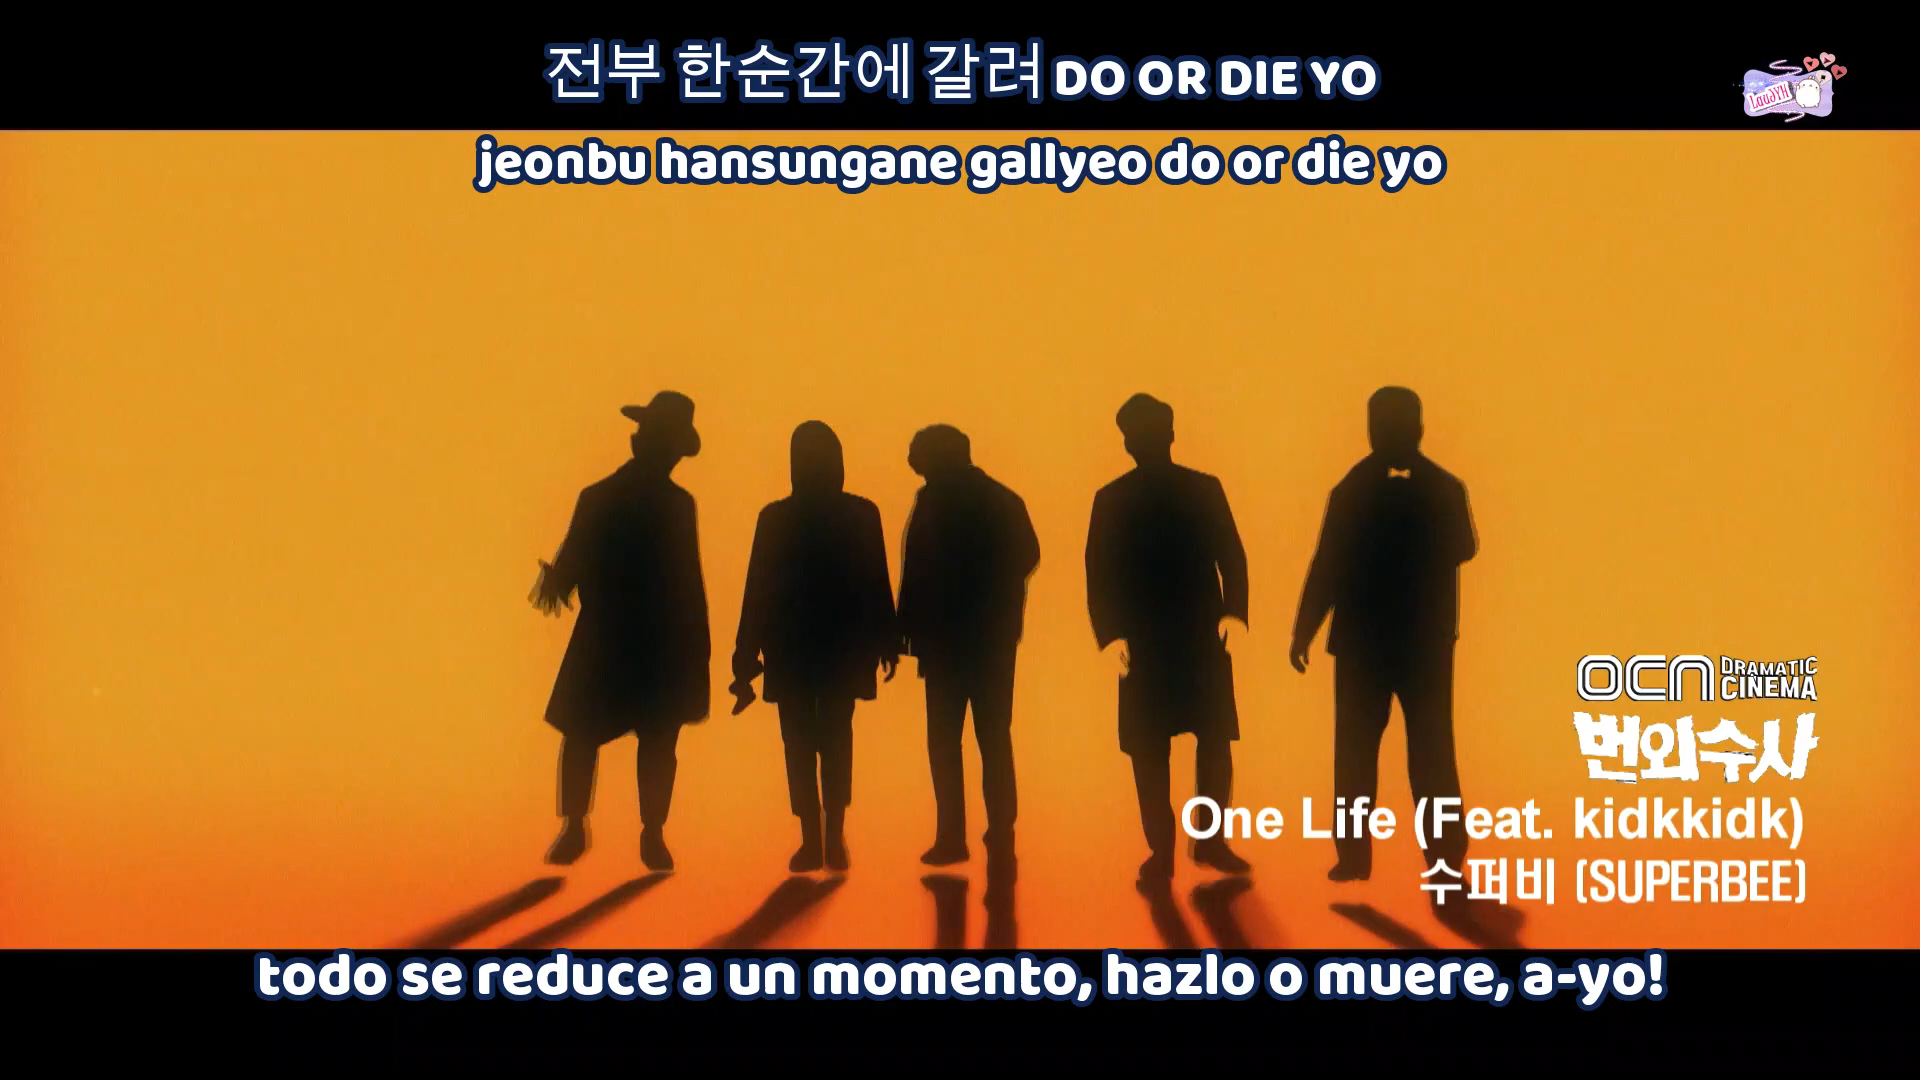 전부 한순간에 갈려 DO OR DIE YO
LauJYH
jeonbu hansungane gallyeo do or die yo
OCN DRAMATIC CINEMA
번외수사
One Life (Feat. kidkkidk)
수퍼비 (SUPERBEE)
todo se reduce a un momento, hazlo o muere, a-yo!